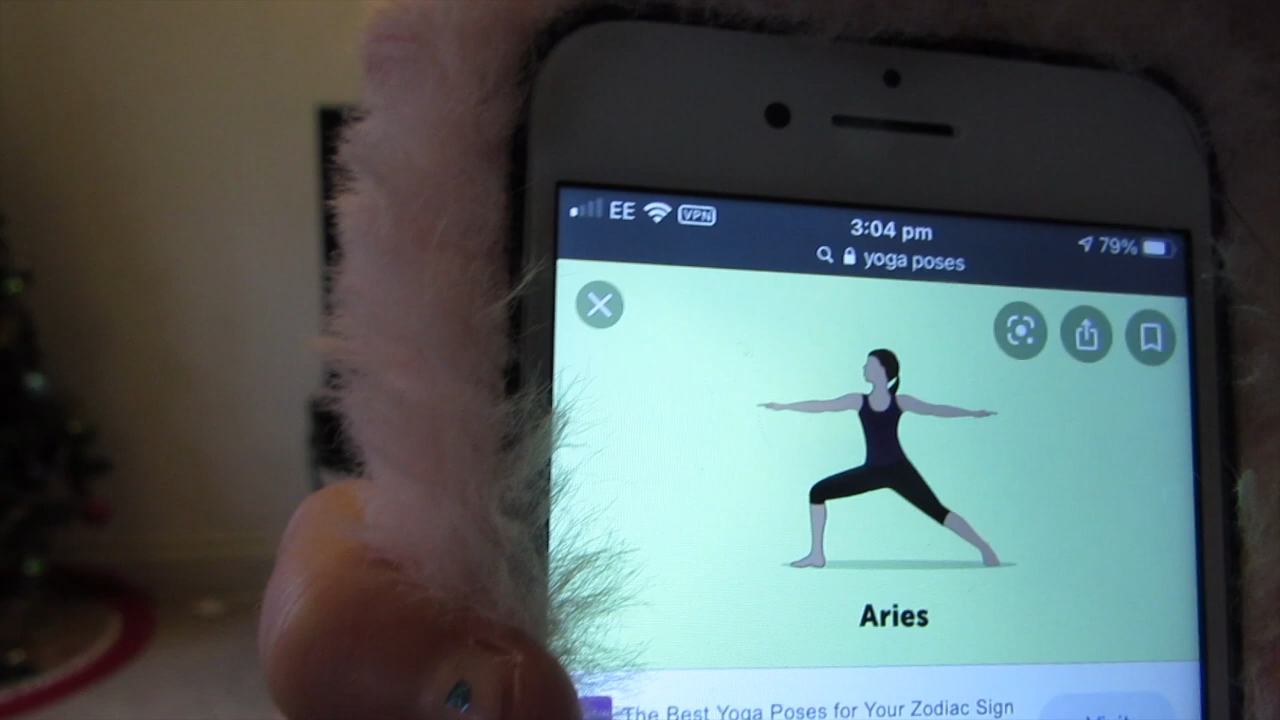 EE VPN
3:04 pm
79%
yoga poses
Aries
The Best Yoga Poses for Your Zodiac Sign